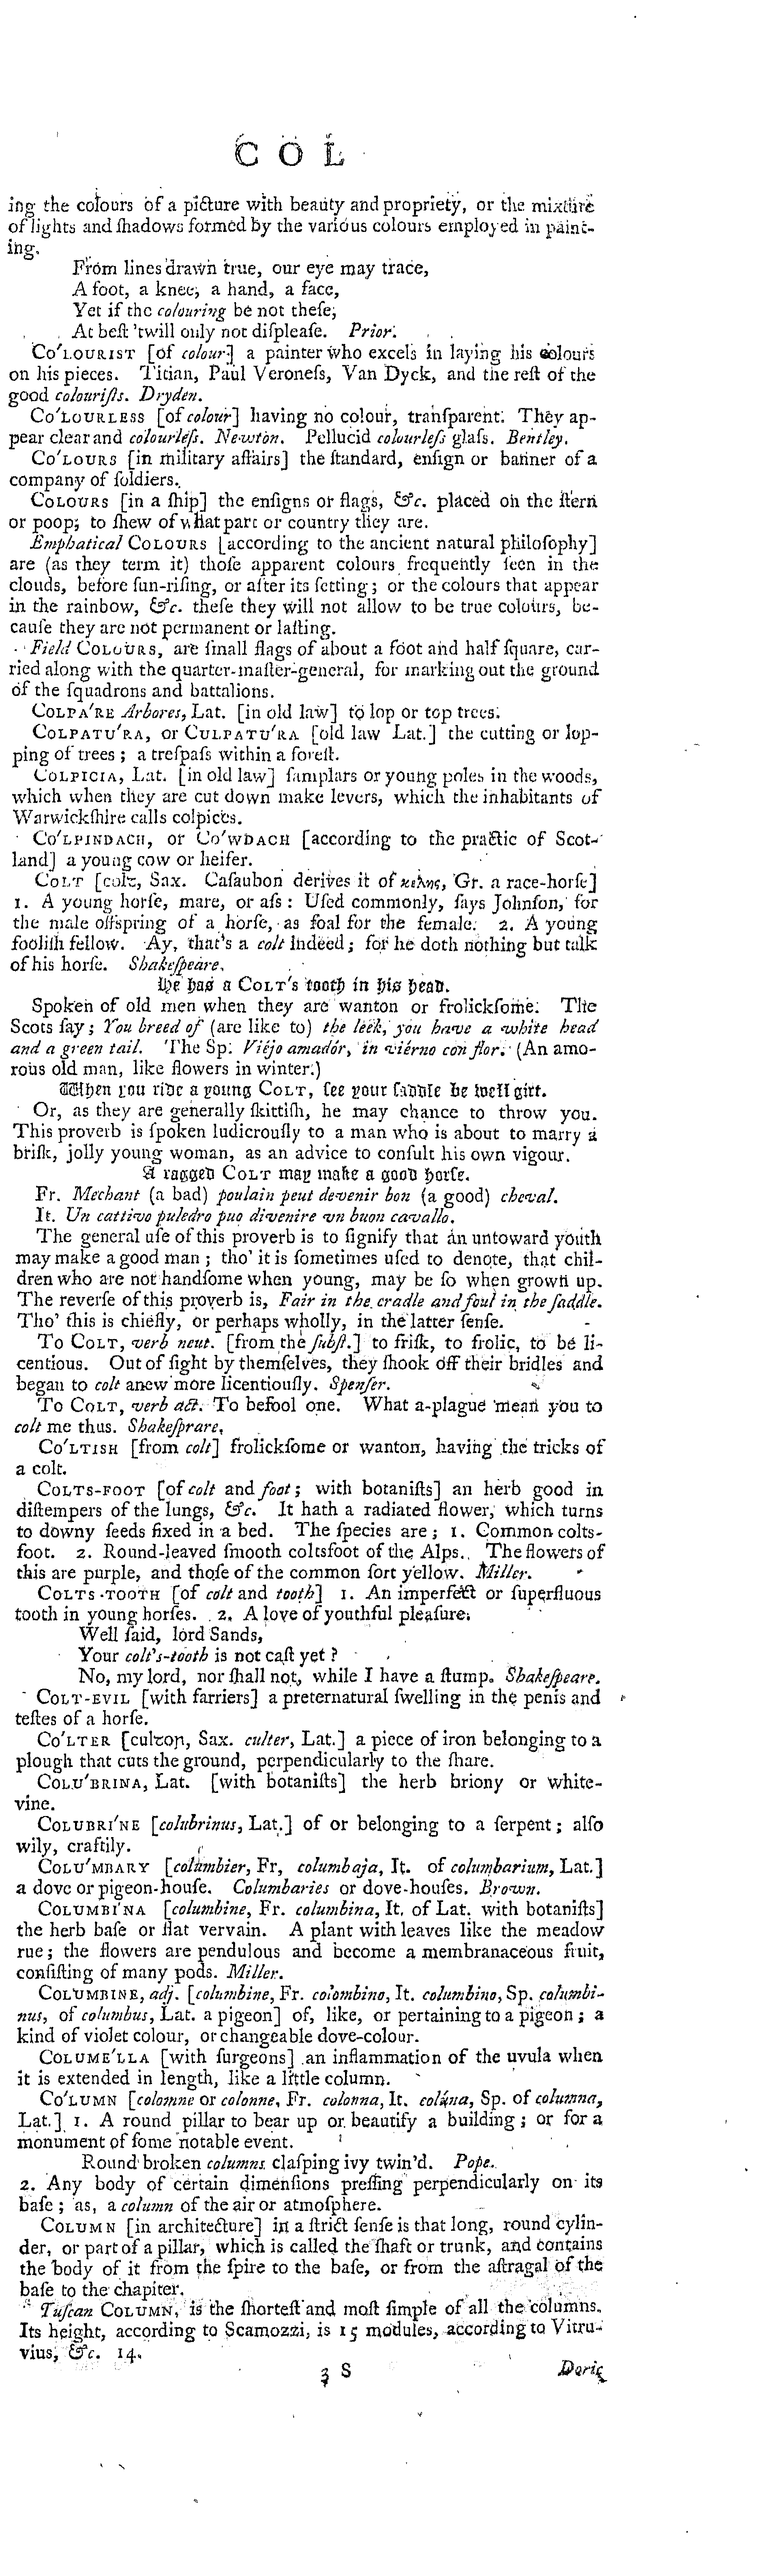 C O L
ing the colours of a picture with beauty and propriety, or the mixture
of lights and ſhadows formed by the various colours employed in paint-
ing.
From lines drawn true, our eye may trace,
A foot, a knee, a hand, a face,
Yet if the colouring be not theſe,
At beſt 'twill only not diſpleaſe. Prior.
Co'lourist [of colour] a painter who excels in laying his colours
on his pieces. Titian, Paul Veroneſs, Van Dyck, and the reſt of the
good colouriſts. Dryden.
Co'lourless [of colour] having no colour, tranſparent. They ap-
pear clear and colourleſs. Newton. Pellucid colourleſs glaſs. Bentley.
Co'lours [in military affairs] the ſtandard, enſign or banner of a
company of ſoldiers.
Colours [in a ſhip] the enſigns or flags, &c. placed on the ſtern
or poop; to ſhew of what part or country they are.
Emphatical Colours [according to the ancient natural philoſophy]
are (as they term it) thoſe apparent colours frequently ſeen in the
clouds, before ſun-riſing, or after its ſetting; or the colours that appear
in the rainbow, &c. theſe they will not allow to be true colours, be-
cauſe they are not permanent or laſting.
Field Colours, are ſmall flags of about a foot and half ſquare, car-
ried along with the quarter-maſter-general, for marking out the ground
of the ſquadrons and battalions.
Colpa're Arbores, Lat. [in old law] to lop or top trees.
Colpatu'ra, or Culpatu'ra [old law Lat.] the cutting or lop-
ping of trees; a treſpaſs within a foreſt.
Colpicia, Lat. [in old law] ſamplars or young poles in the woods,
which when they are cut down make levers, which the inhabitants of
Warwickſhire calls colpices.
Co'lpindach, or Co'wdach [according to the practic of Scot-
land] a young cow or heifer.
Colt [colt, Sax. Caſaubon derives it of κελης, Gr. a race-horſe]
1. A young horſe, mare, or aſs: Uſed commonly, ſays Johnſon, for
the male offspring of a horſe, as foal for the female. 2. A young
fooliſh fellow. Ay, that's a colt indeed; for he doth nothing but talk
of his horſe. Shakeſpeare.
He has a Colt's tooth in his head.
Spoken of old men when they are wanton or frolickſome. The
Scots ſay; You breed of (are like to) the leek, you have a white head
and a green tail. The Sp. Viéjo amadór, in viérno con flor. (An amo-
rous old man, like flowers in winter.)
When you ride a young Colt, ſee your ſaddle be well girt.
Or, as they are generally ſkittiſh, he may chance to throw you.
This proverb is ſpoken ludicrouſly to a man who is about to marry a
briſk, jolly young woman, as an advice to conſult his own vigour.
A ragged Colt may make a good horſe.
Fr. Mechant (a bad) poulain peut devenir bon (a good) cheval.
It. Un cattivo puledro puo divenire vn buon cavallo.
The general uſe of this proverb is to ſignify that an untoward youth
may make a good man; tho' it is ſometimes uſed to denote, that chil-
dren who are not handſome when young, may be ſo when grown up.
The reverſe of this proverb is, Fair in the cradle and foul in the ſaddle.
Tho' this is chiefly, or perhaps wholly, in the latter ſenſe.
To Colt, verb neut. [from the ſubſt.] to friſk, to frolic, to be li-
centious. Out of ſight by themſelves, they ſhook off their bridles and
began to colt anew more licentiouſly. Spenſer.
To Colt, verb act. To befool one. What a-plague mean you to
colt me thus. Shakeſprare.
Co'ltish [from colt] frolickſome or wanton, having the tricks of
a colt.
Colts-foot [of colt and foot; with botaniſts] an herb good in
diſtempers of the lungs, &c. It hath a radiated flower, which turns
to downy ſeeds fixed in a bed. The ſpecies are; 1. Common colts-
foot. 2. Round-leaved ſmooth coltsfoot of the Alps. The flowers of
this are purple, and thoſe of the common ſort yellow. Miller.
Colts-tooth [of colt and tooth] 1. An imperfect or ſuperfluous
tooth in young horſes. 2. A love of youthful pleaſure.
Well ſaid, lord Sands,
Your colt's-tooth is not caſt yet?
No, my lord, nor ſhall not, while I have a ſtump. Shakeſpeare.
Colt-evil [with farriers] a preternatural ſwelling in the penis and
teſtes of a horſe.
Co'lter [cultoꞃ, Sax. culter, Lat.] a piece of iron belonging to a
plough that cuts the ground, perpendicularly to the ſhare.
Colu'brina, Lat. [with botaniſts] the herb briony or white-
vine.
Colubri'ne [colubrinus, Lat.] of or belonging to a ſerpent; alſo
wily, craftily.
Colu'mbary [columbier, Fr, columbaja, It. of columbarium, Lat.]
a dove or pigeon-houſe. Columbaries or dove-houſes. Brown.
Columbi'na [columbine, Fr. columbina, It. of Lat. with botaniſts]
the herb baſe or flat vervain. A plant with leaves like the meadow
rue; the flowers are pendulous and become a membranaceous fruit,
conſiſting of many pods. Miller.
Columbine, adj. [columbine, Fr. colombino, It. columbino, Sp. columbi-
nus, of columbus, Lat. a pigeon] of, like, or pertaining to a pigeon; a
kind of violet colour, or changeable dove-colour.
Colume'lla [with ſurgeons] an inflammation of the uvula when
it is extended in length, like a little column.
Co'lumn [colomne or colonne, Fr. colonna, It. colúna, Sp. of columna,
Lat.] 1. A round pillar to bear up or beautify a building; or for a
monument of ſome notable event.
Round broken columns claſping ivy twin'd. Pope.
2. Any body of certain dimenſions preſſing perpendicularly on its
baſe; as, a column of the air or atmoſphere.
Column [in architecture] in a ſtrict ſenſe is that long, round cylin-
der, or part of a pillar, which is called the ſhaft or trunk, and contains
the body of it from the ſpire to the baſe, or from the aſtragal of the
baſe to the chapiter.
Tuſcan Column, is the ſhorteſt and moſt ſimple of all the columns.
Its height, according to Scamozzi, is 15 modules, according to Vitru-
vius, &c. 14.
3 S Doric